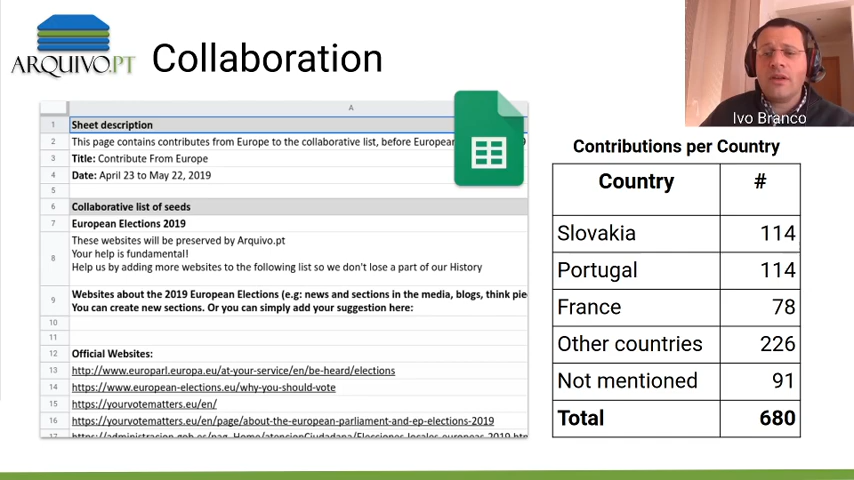 ARQUIVO.PT
Collaboration
Ivo Branco
A
1 Sheet description
2 This page contains contributes from Europe to the collaborative list, before European
3 Title: Contribute From Europe
4 Date: April 23 to May 22, 2019
5
6 Collaborative list of seeds
7 European Elections 2019
These websites will be preserved by Arquivo.pt
8 Your help is fundamental!
Help us by adding more websites to the following list so we don't lose a part of our History
Websites about the 2019 European Elections (e.g: news and sections in the media, blogs, think pie
9 You can create new sections. Or you can simply add your suggestion here:
10
11
12 Official Websites:
13 http://www.europarl.europa.eu/at-your-service/en/be-heard/elections
14 https://www.european-elections.eu/why-you-should-vote
15 https://yourvotematters.eu/en/
16 https://yourvotematters.eu/en/page/about-the-european-parliament-and-ep-elections-2019
17
Contributions per Country
Country #
Slovakia 114
Portugal 114
France 78
Other countries 226
Not mentioned 91
Total 680